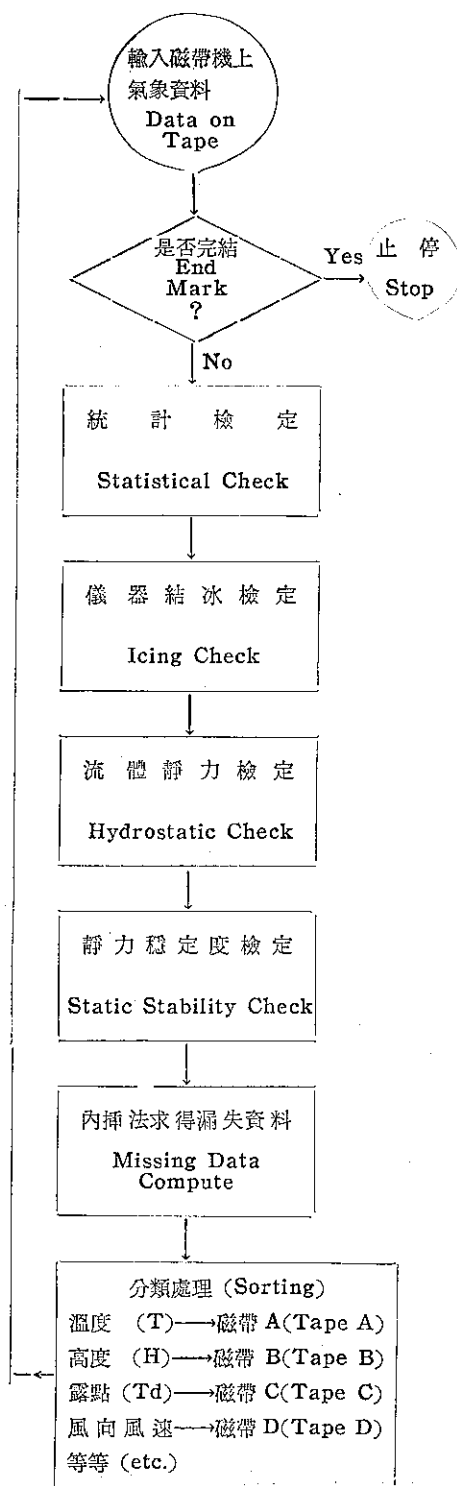 輸入磁帶機上
氣象資料
Data on
Tape
是否完結
End
Mark
?
Yes
止停
Stop
No
統計檢定
Statistical Check
儀器結冰檢定
Icing Check
流體靜力檢定
Hydrostatic Check
靜力穩定度檢定
Static Stability Check
內挿法求得漏失資料
Missing Data
Compute
分類處理 (Sorting)
溫度 (T)→磁帶 A(Tape A)
高度 (H)→磁帶 B(Tape B)
露點 (Td)→磁帶 C(Tape C)
風向風速→磁帶 D(Tape D)
等等 (etc.)